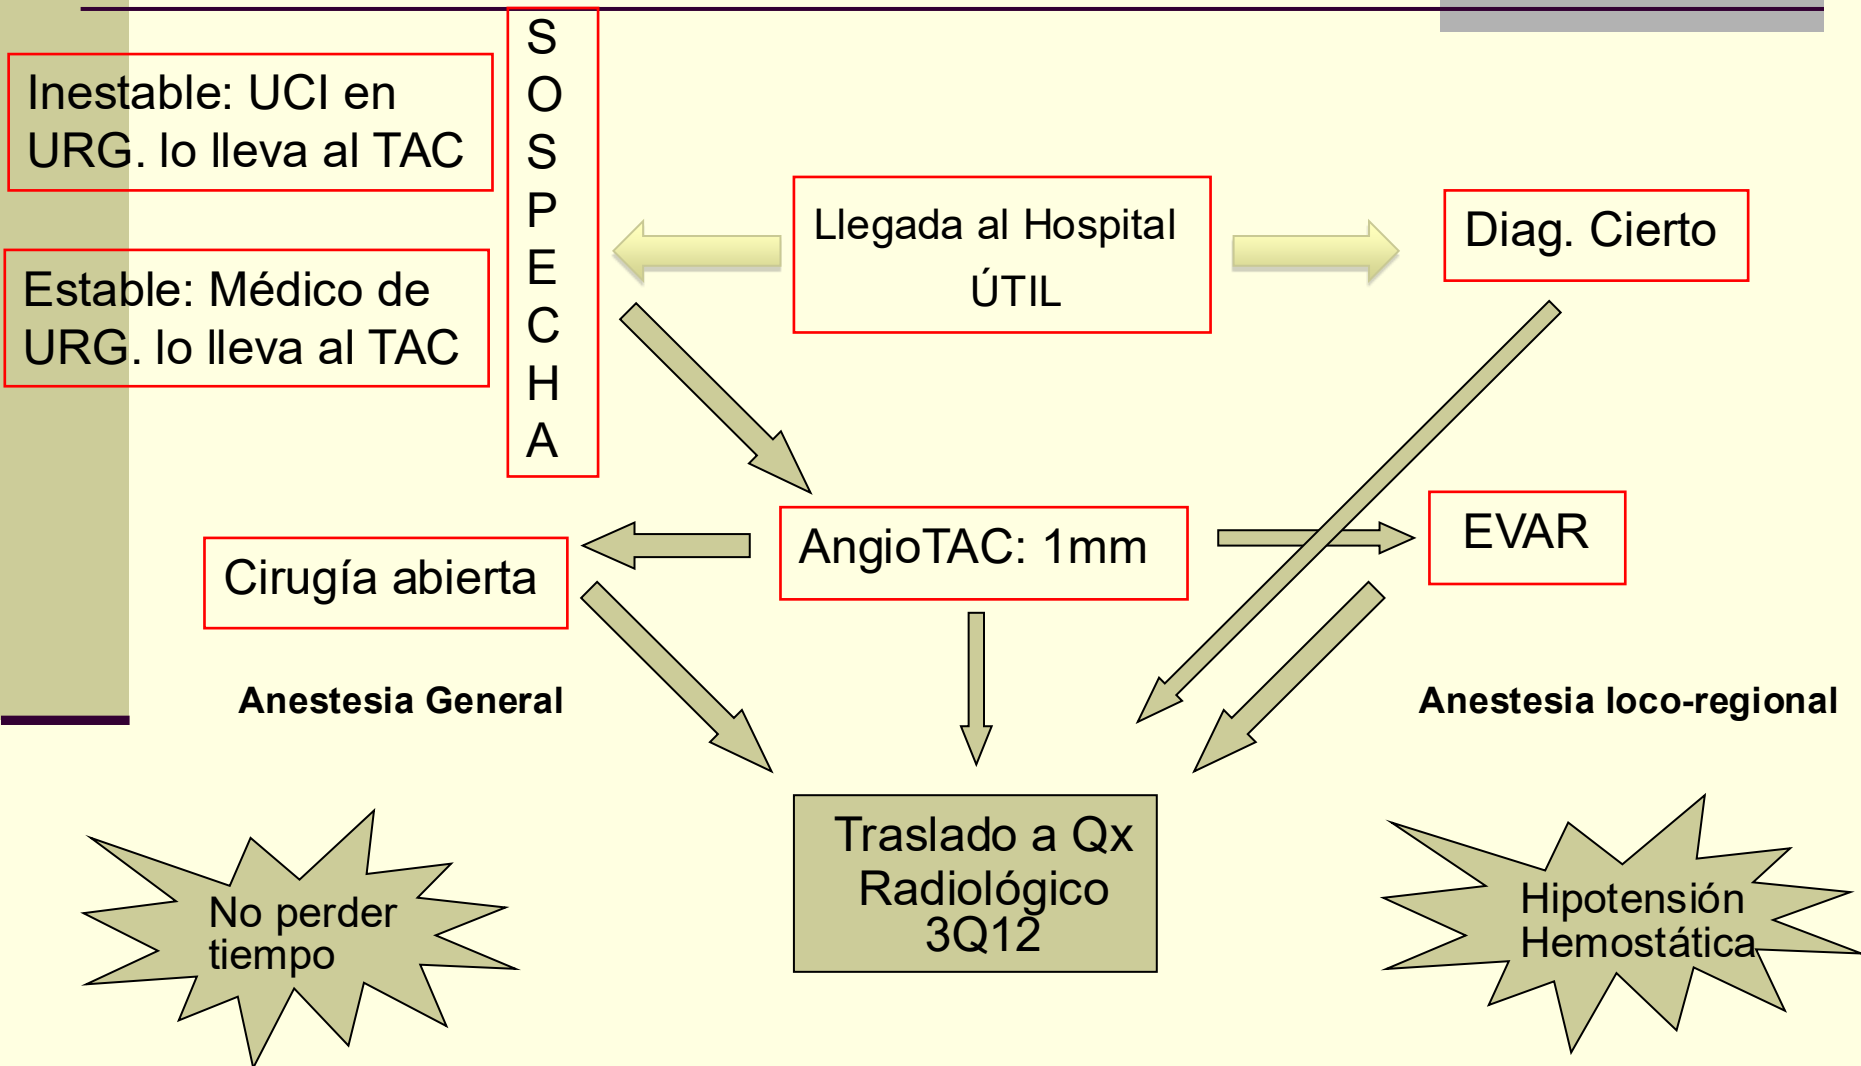 Inestable: UCI en
URG. lo lleva al TAC
Estable: Médico de
URG. lo lleva al TAC
S
O
S
P
E
C
H
A
Llegada al Hospital
ÚTIL
Diag. Cierto
Cirugía abierta
AngioTAC: 1mm
EVAR
Anestesia General
Anestesia loco-regional
No perder
tiempo
Traslado a Qx
Radiológico
3Q12
Hipotensión
Hemostática